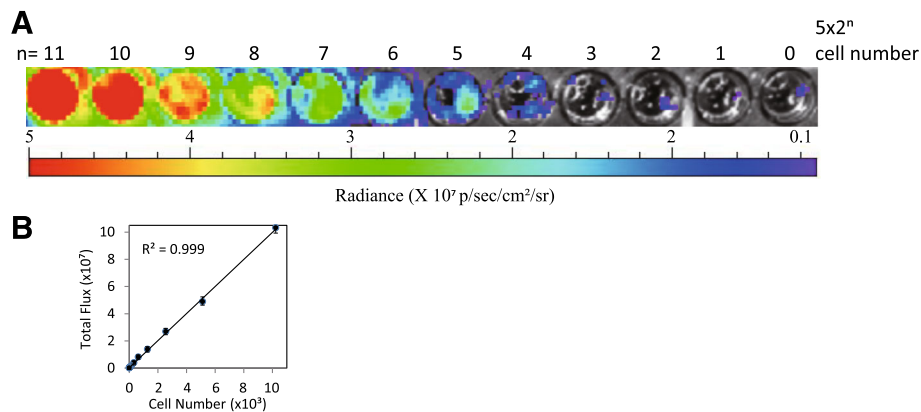 A
5x2ⁿ
n= 11 10 9 8 7 6 5 4 3 2 1 0 cell number
5 4 3 2 2 0.1
Radiance (X 10⁷ p/sec/cm²/sr)
B
R² = 0.999
Total Flux (x10⁷)
10
8
6
4
2
0
0 2 4 6 8 10
Cell Number (x10³)